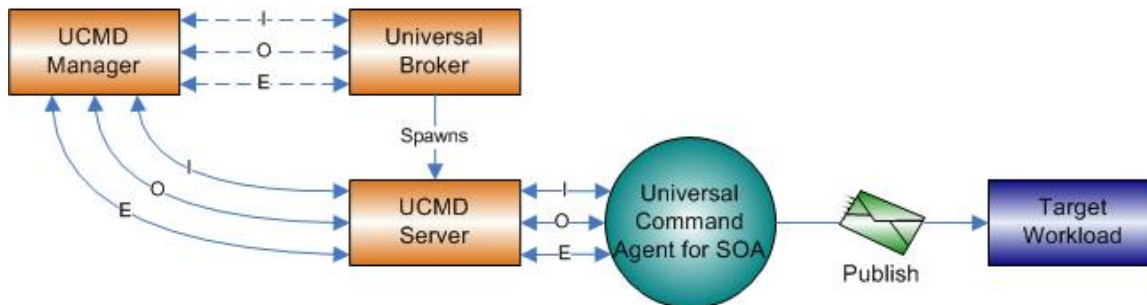 UCMD
Manager
I
O
E
Universal
Broker
Spawns
I
O
E
UCMD
Server
I
O
E
Universal
Command
Agent for SOA
Publish
Target
Workload